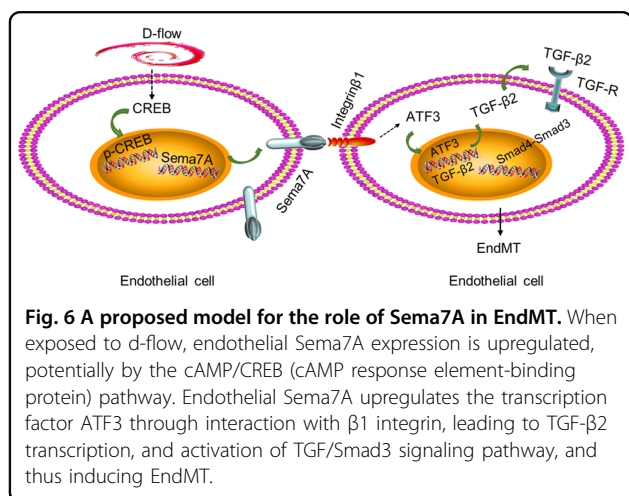 D-flow
CREB
p-CREB
Sema7A
Sema7A
Integrinβ1
ATF3
ATF3
TGF-β2
TGF-β2
TGF-β2
TGF-R
Smad4-Smad3
EndMT
Endothelial cell
Endothelial cell
Fig. 6 A proposed model for the role of Sema7A in EndMT. When
exposed to d-flow, endothelial Sema7A expression is upregulated,
potentially by the cAMP/CREB (cAMP response element-binding
protein) pathway. Endothelial Sema7A upregulates the transcription
factor ATF3 through interaction with β1 integrin, leading to TGF-β2
transcription, and activation of TGF/Smad3 signaling pathway, and
thus inducing EndMT.